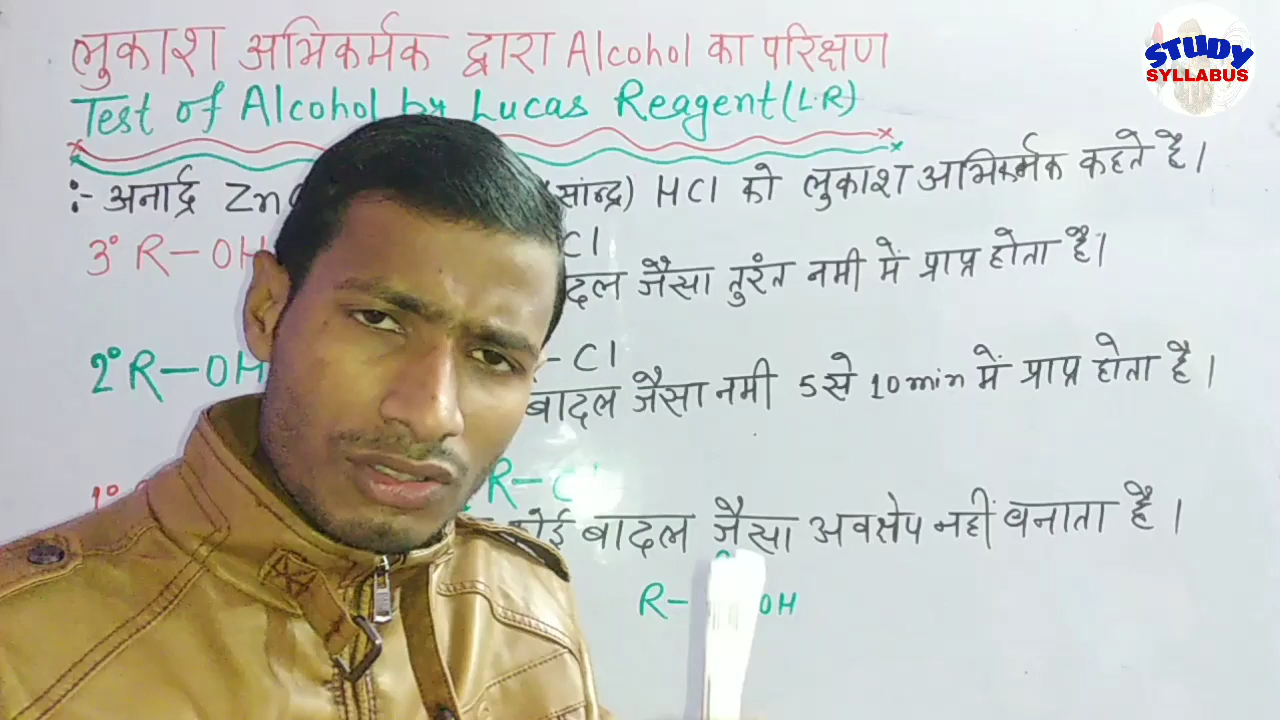 लुकाश अभिकर्मक द्वारा Alcohol का परिक्षण
STUDY
SYLLABUS
Test of Alcohol by Lucas Reagent (L.R)
:- अनार्द्र Zn (सांन्द्र) HCl को लुकाश अभिकर्मक कहते है।
3° R-OH Cl
जैसा तुरंत नमी में प्राप्त होता है।
2° R-OH -Cl
बादल जैसा नमी 5 से 10 min में प्राप्त होता है।
1° R-Cl
बादल जैसा अवक्षेप नहीं बनाता है।
R- OH